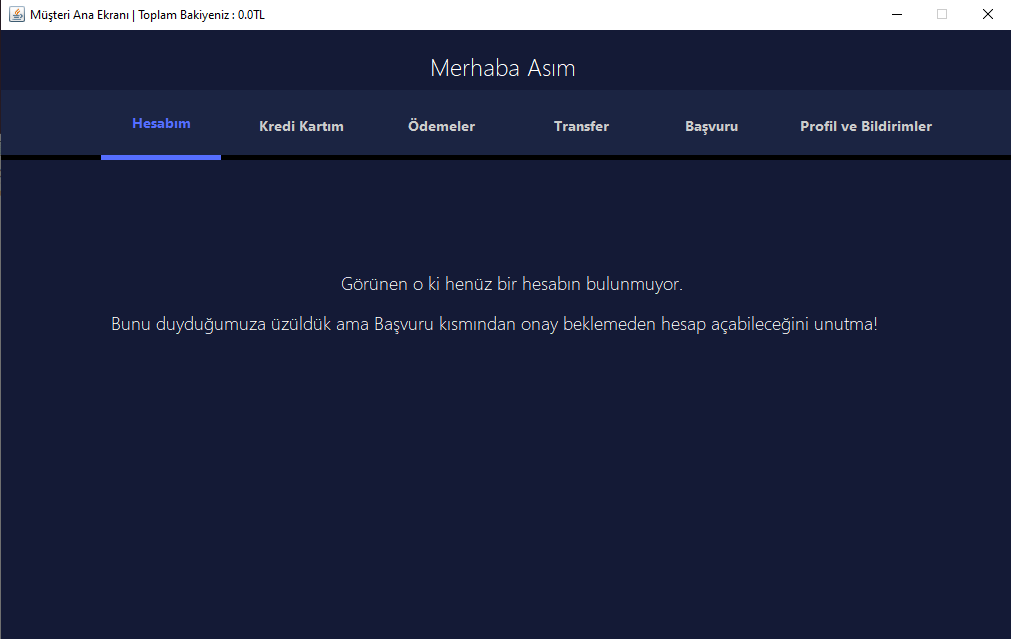 Müşteri Ana Ekranı | Toplam Bakiyeniz : 0.0TL
Merhaba Asım
Hesabım Kredi Kartım Ödemeler Transfer Başvuru Profil ve Bildirimler
Görünen o ki henüz bir hesabın bulunmuyor.
Bunu duyduğumuza üzüldük ama Başvuru kısmından onay beklemeden hesap açabileceğini unutma!